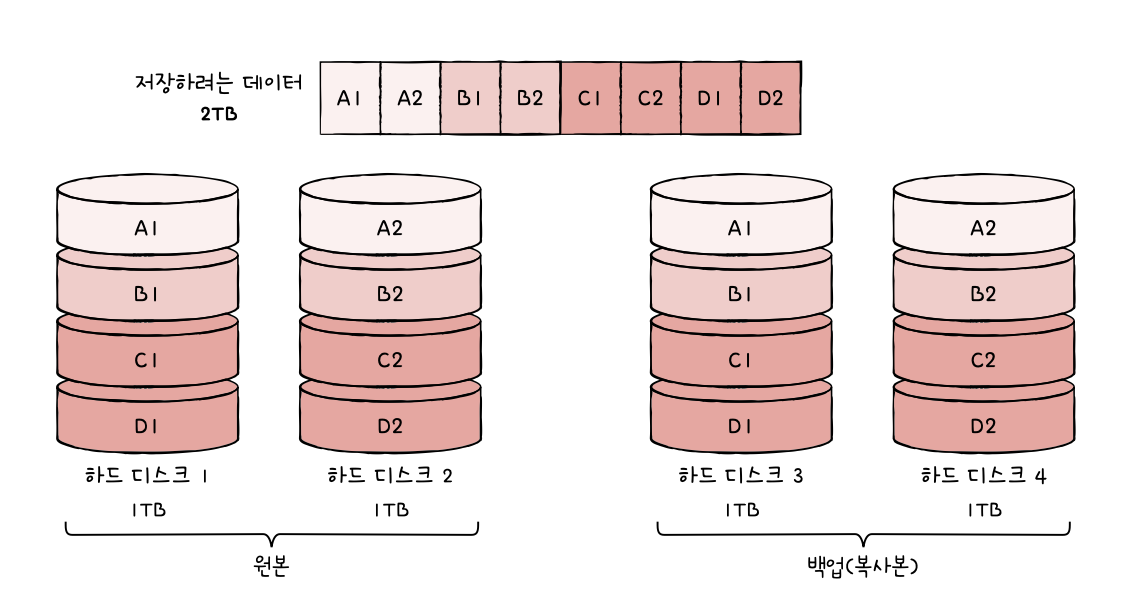 저장하려는 데이터
2TB
A1 A2 B1 B2 C1 C2 D1 D2
A1 A2 A1 A2
B1 B2 B1 B2
C1 C2 C1 C2
D1 D2 D1 D2
하드 디스크 1 하드 디스크 2 하드 디스크 3 하드 디스크 4
1TB 1TB 1TB 1TB
원본 백업(복사본)